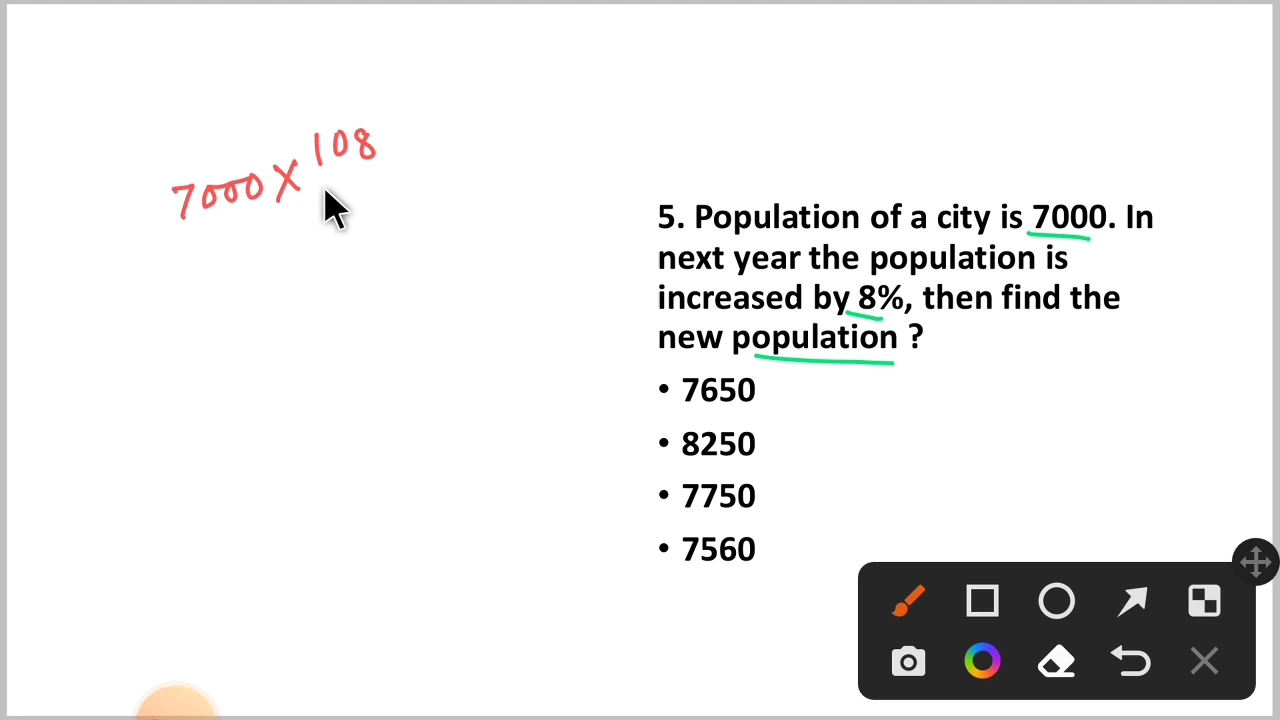 7000 X 108
5. Population of a city is 7000. In
next year the population is
increased by 8%, then find the
new population ?
• 7650
• 8250
• 7750
• 7560